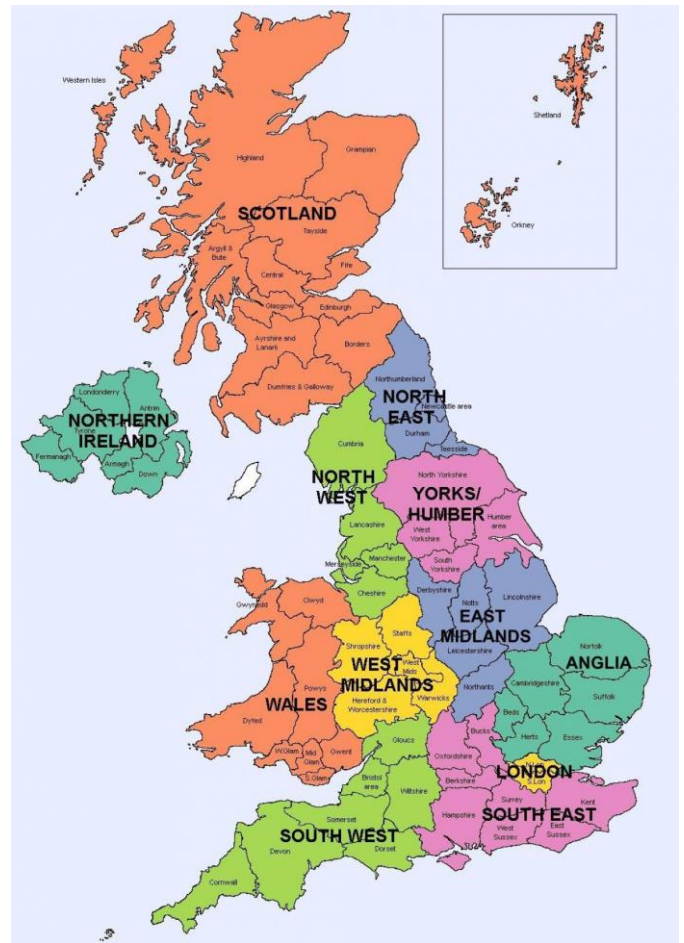 Western Isles
Shetland
Highland
Grampian
SCOTLAND
Orkney
Tayside
Argyll &
Bute
Fife
Central
Glasgow
Edinburgh
Ayrshire and
Lanark
Borders
Dumfries & Galloway
Northumberland
Londonderry
Antrim
NORTH
EAST
Newcastle area
NORTHERN
IRELAND
Tyrone
Durham
Teesside
Fermanagh
Armagh
Down
Cumbria
NORTH
WEST
North Yorkshire
YORKS/
HUMBER
Lancashire
West
Yorkshire
Humber
area
Manchester
Merseyside
South
Yorkshire
Cheshire
Derbyshire
Notts
Lincolnshire
Gwynedd
Clwyd
EAST
MIDLANDS
Staffs
Shropshire
Leicestershire
Norfolk
ANGLIA
WEST
MIDLANDS
West
Mids
Powys
Cambridgeshire
Suffolk
WALES
Hereford &
Worcestershire
Warwicks
Northants
Dyfed
Beds
Bucks
Herts
Essex
W.Glam
Mid
Glam
Gwent
S.Glam
Gloucs
Oxfordshire
LONDON
N.Lon
S.Lon
Bristol
area
Wiltshire
Berkshire
Surrey
Kent
Hampshire
SOUTH EAST
Somerset
SOUTH WEST
West
Sussex
East
Sussex
Devon
Dorset
Cornwall